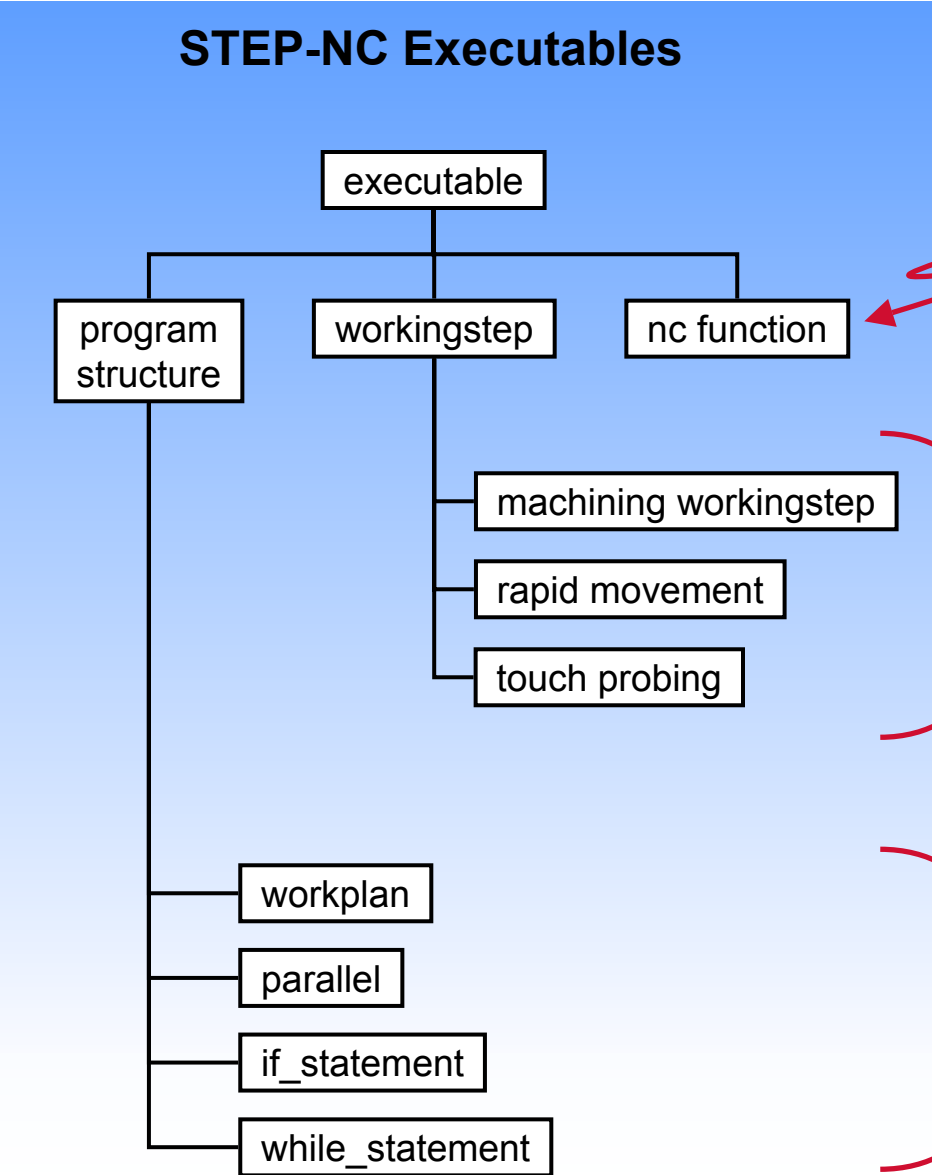 STEP-NC Executables
executable
program
structure
workingstep
nc function
machining workingstep
rapid movement
touch probing
workplan
parallel
if_statement
while_statement